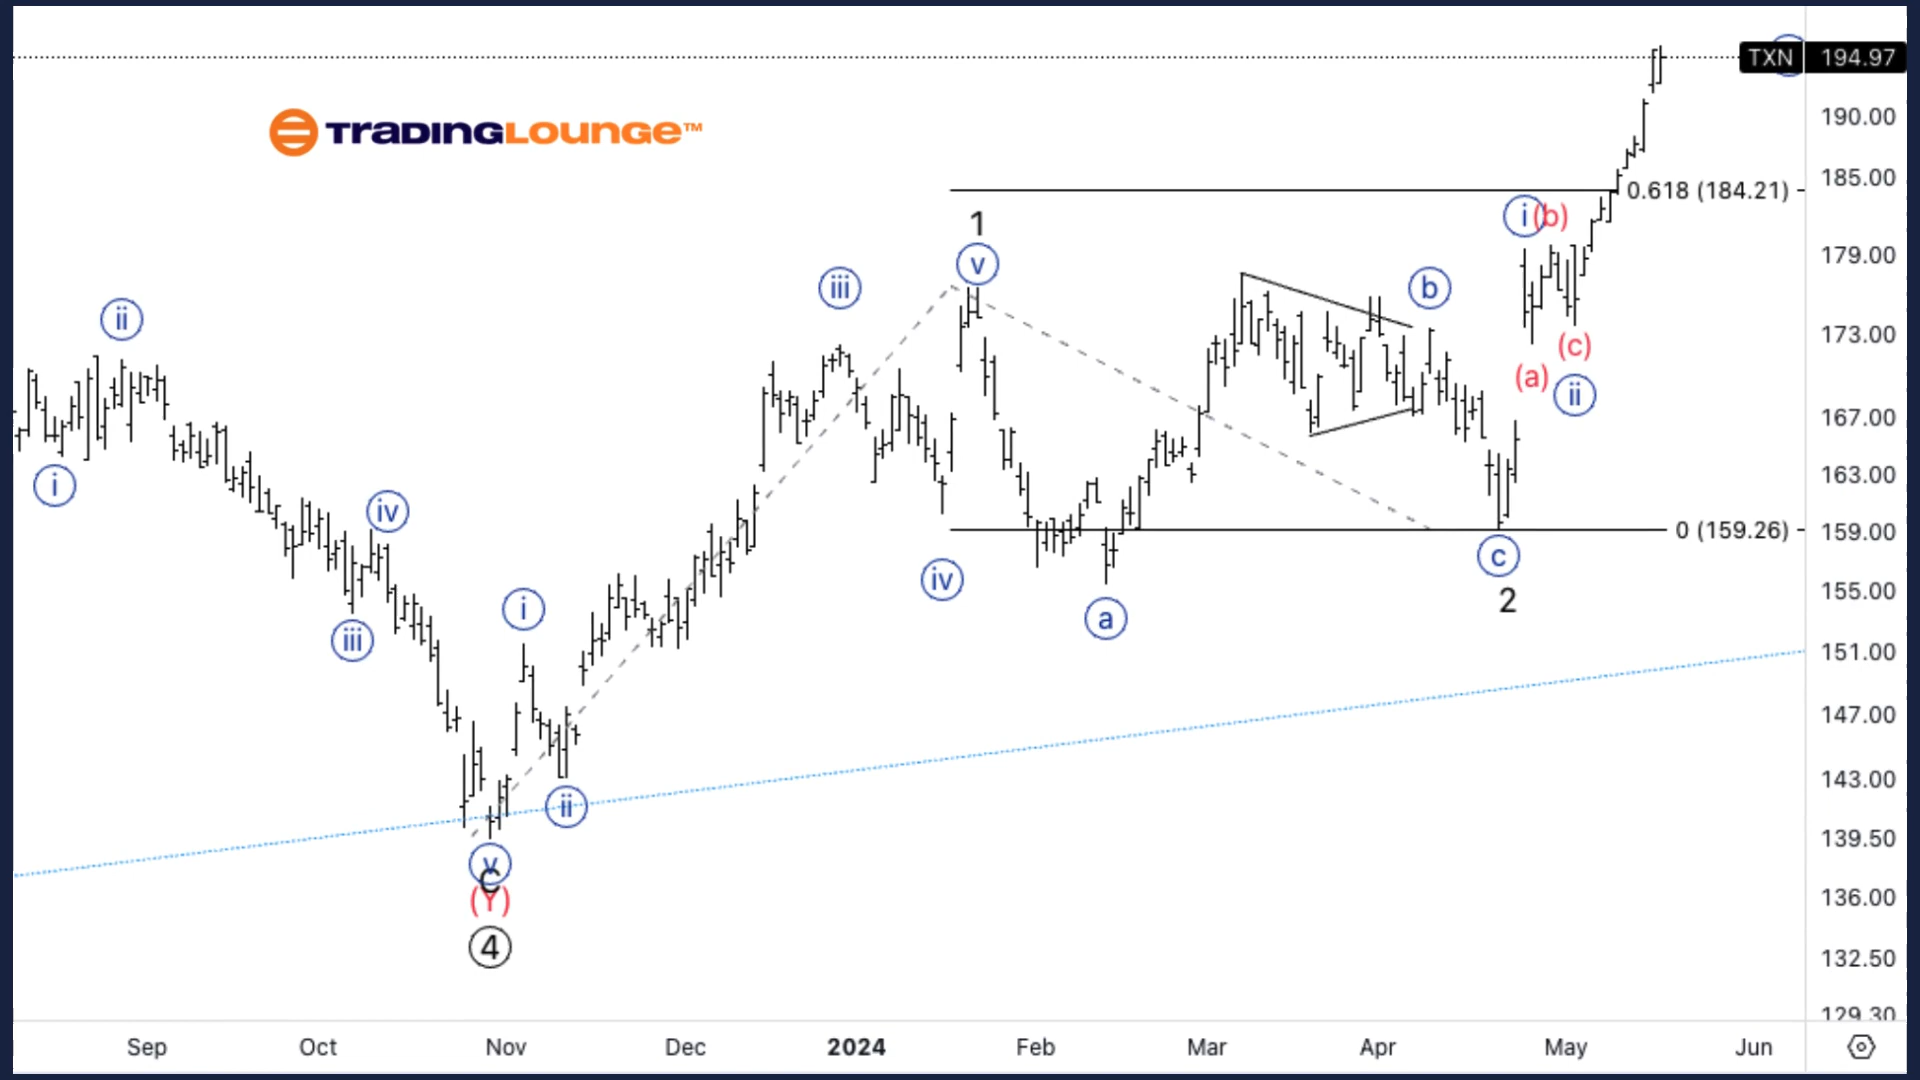 TXN 194.97
TradingLounge™
190.00
185.00
0.618 (184.21)
1
i (b)
179.00
v
iii
b
ii
173.00
(c)
(a)
ii
167.00
i
163.00
iv
0 (159.26)
159.00
c
iv
2
155.00
i
a
iii
151.00
147.00
143.00
ii
139.50
v
C
(Y)
136.00
4
132.50
129.30
Sep Oct Nov Dec 2024 Feb Mar Apr May Jun